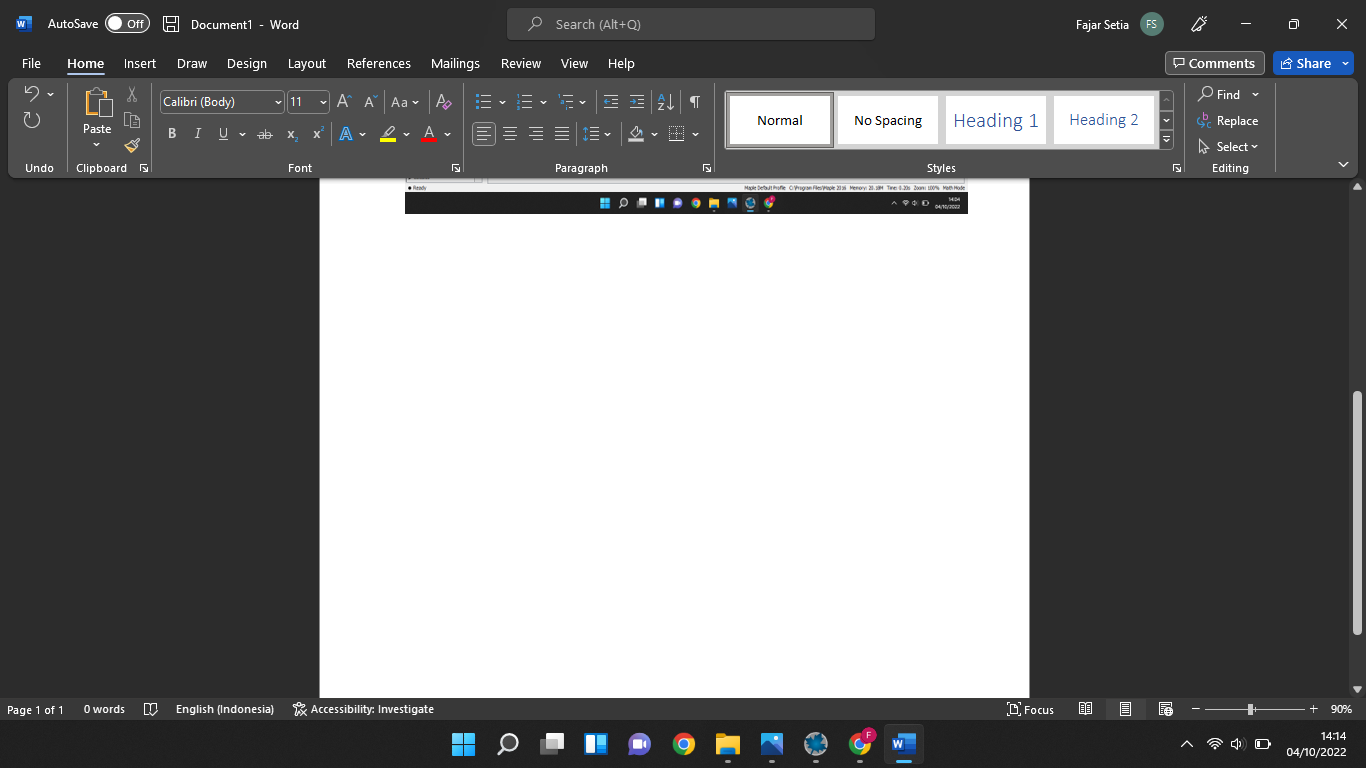 AutoSave Off Document1 - Word Search (Alt+Q) Fajar Setia FS
File Home Insert Draw Design Layout References Mailings Review View Help Comments Share
Calibri (Body) 11 Aa
Paste
B I U ab x₂ x² A A
Normal No Spacing Heading 1 Heading 2
Find
Replace
Select
Undo Clipboard Font Paragraph Styles Editing
Ready Maple Default Profile C:\Program Files\Maple 2016 Memory: 20.18M Time: 0.20s Zoom: 100% Math Mode
14:04
04/10/2022
Page 1 of 1 0 words English (Indonesia) Accessibility: Investigate Focus 90%
F
14:14
04/10/2022